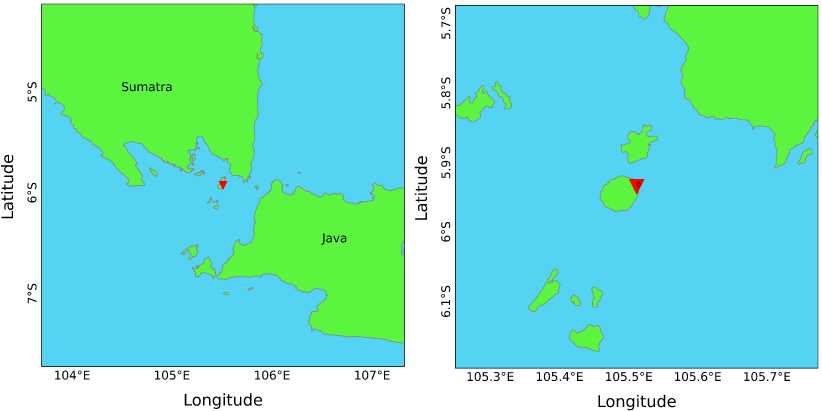 Sumatra
Java
5°S
6°S
7°S
Latitude
104°E 105°E 106°E 107°E
Longitude
5.7°S
5.8°S
5.9°S
6°S
6.1°S
Latitude
105.3°E 105.4°E 105.5°E 105.6°E 105.7°E
Longitude